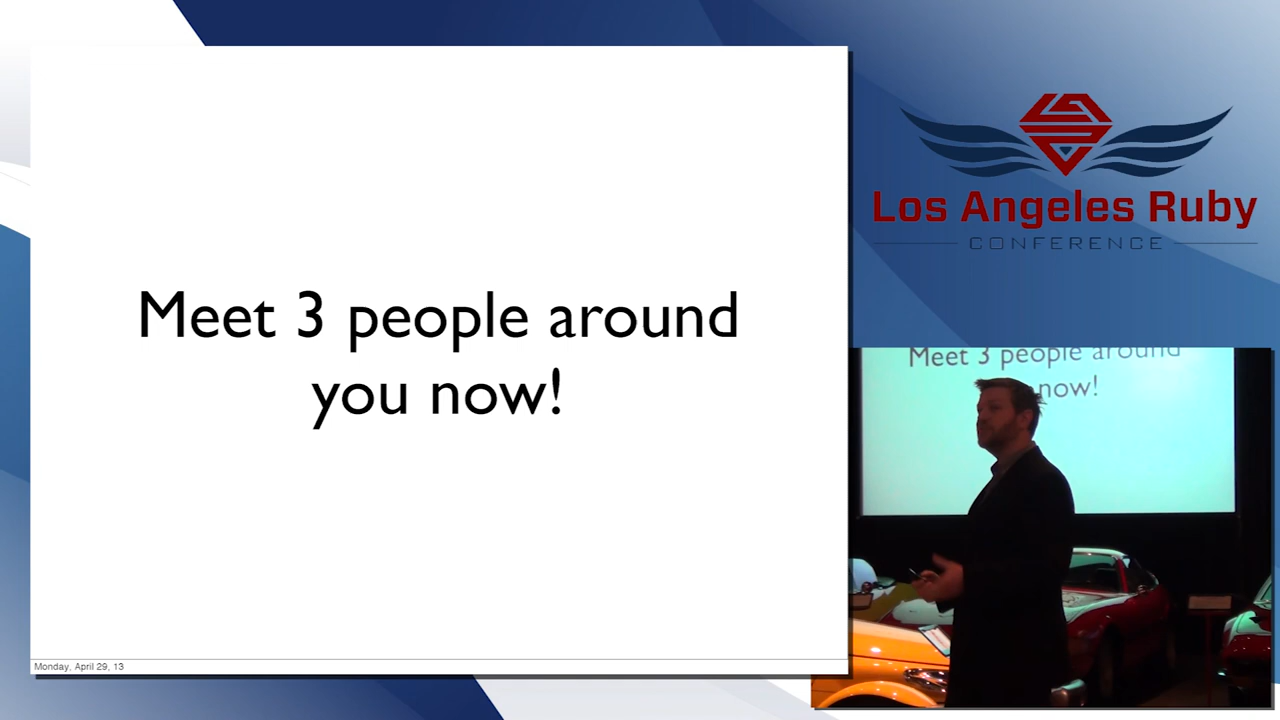 Meet 3 people around
you now!
Monday, April 29, 13
Los Angeles Ruby
CONFERENCE
Meet 3 people around
now!